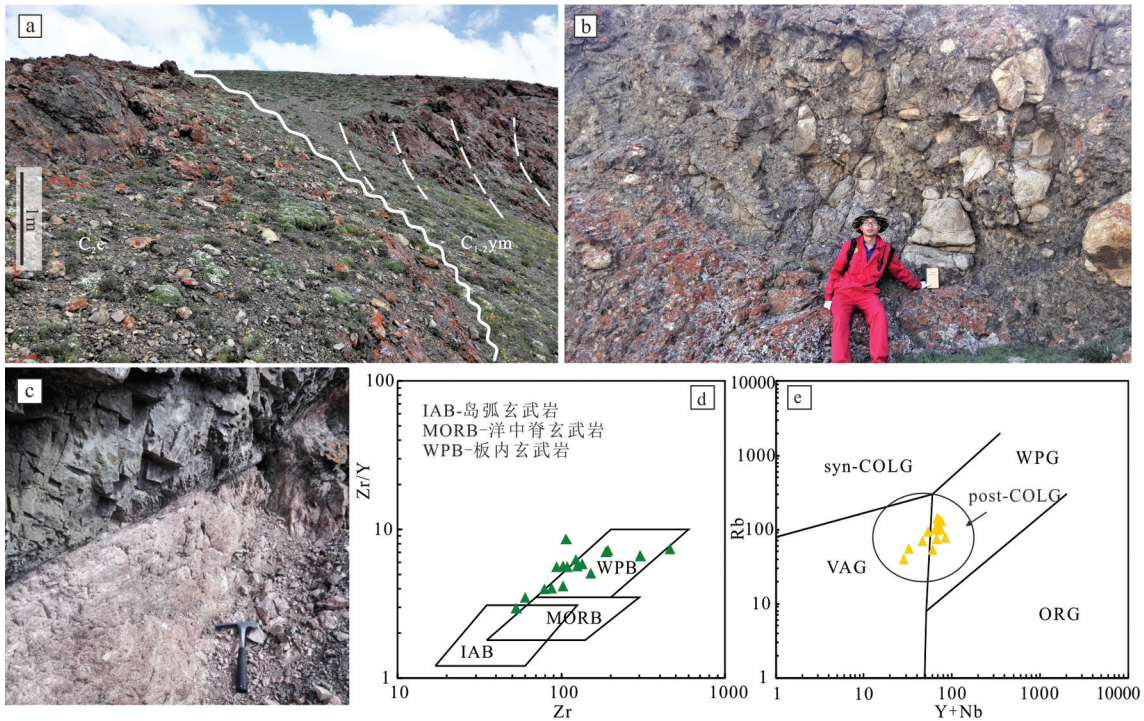 a
1m
C₂e
C₁₋₂ym
b
c
d
100
10
1
Zr/Y
IAB-岛弧玄武岩
MORB-洋中脊玄武岩
WPB-板内玄武岩
WPB
MORB
IAB
10
100
1000
Zr
e
10000
1000
100
10
1
Rb
syn-COLG
WPG
post-COLG
VAG
ORG
1
10
100
1000
10000
Y+Nb